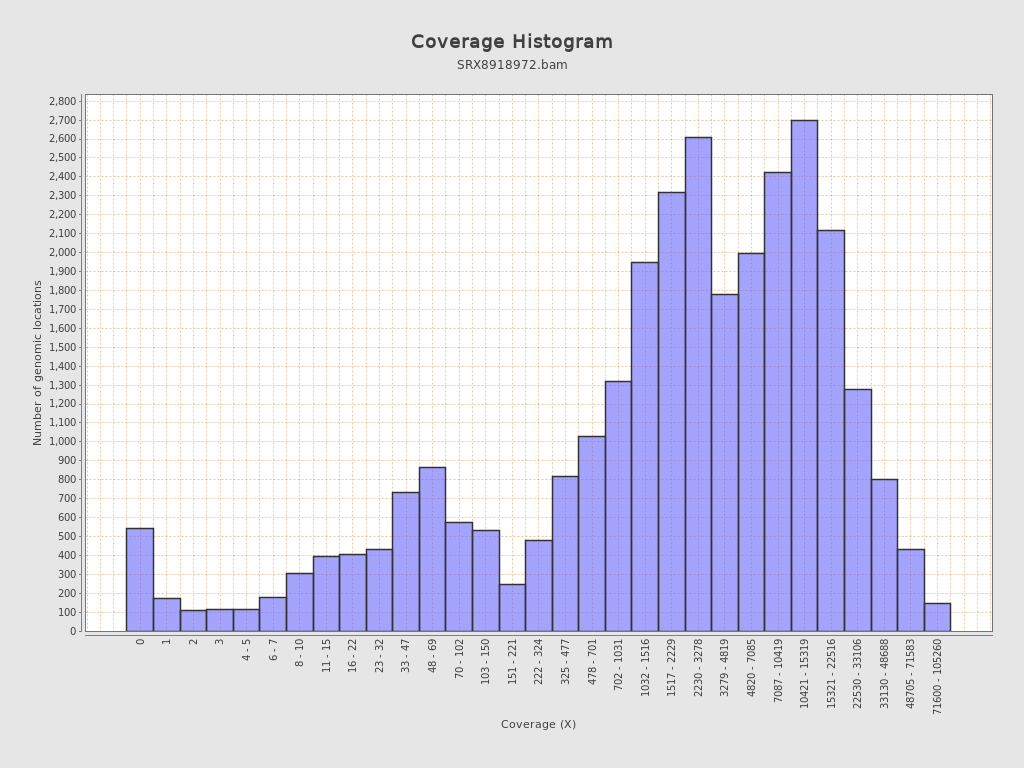 Coverage Histogram
SRX8918972.bam
2,800
2,700
2,600
2,500
2,400
2,300
2,200
2,100
2,000
1,900
1,800
1,700
1,600
1,500
1,400
1,300
1,200
1,100
1,000
900
800
700
600
500
400
300
200
100
0
Number of genomic locations
0
1
2
3
4 - 5
6 - 7
8 - 10
11 - 15
16 - 22
23 - 32
33 - 47
48 - 69
70 - 102
103 - 150
151 - 221
222 - 324
325 - 477
478 - 701
702 - 1031
1032 - 1516
1517 - 2229
2230 - 3278
3279 - 4819
4820 - 7085
7087 - 10419
10421 - 15319
15321 - 22516
22530 - 33106
33130 - 48688
48705 - 71583
71600 - 105260
Coverage (X)